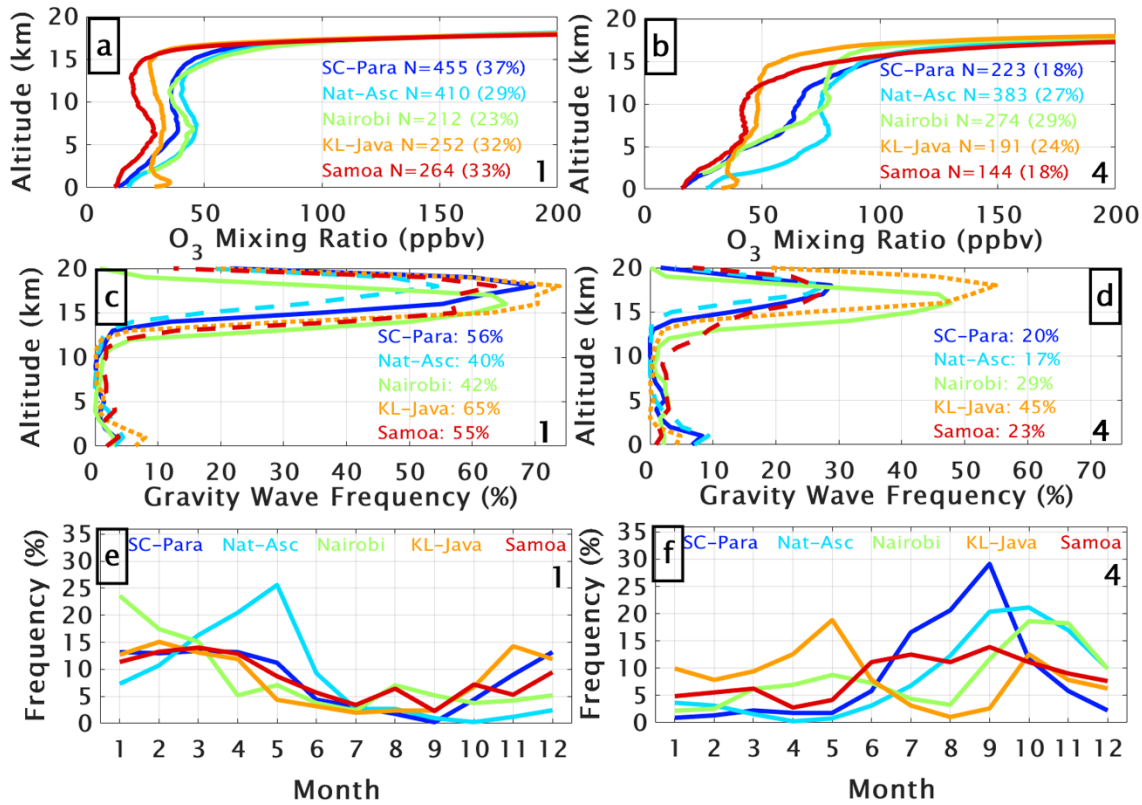 a
Altitude (km)
20
15
10
5
0
SC-Para N=455 (37%)
Nat-Asc N=410 (29%)
Nairobi N=212 (23%)
KL-Java N=252 (32%)
Samoa N=264 (33%)
1
0 50 100 150 200
O3 Mixing Ratio (ppbv)
b
Altitude (km)
20
15
10
5
0
SC-Para N=223 (18%)
Nat-Asc N=383 (27%)
Nairobi N=274 (29%)
KL-Java N=191 (24%)
Samoa N=144 (18%)
4
0 50 100 150 200
O3 Mixing Ratio (ppbv)
c
Altitude (km)
20
15
10
5
0
SC-Para: 56%
Nat-Asc: 40%
Nairobi: 42%
KL-Java: 65%
Samoa: 55%
1
0 10 20 30 40 50 60 70
Gravity Wave Frequency (%)
d
Altitude (km)
20
15
10
5
0
SC-Para: 20%
Nat-Asc: 17%
Nairobi: 29%
KL-Java: 45%
Samoa: 23%
4
0 10 20 30 40 50 60 70
Gravity Wave Frequency (%)
e
Frequency (%)
35
30
25
20
15
10
5
0
SC-Para Nat-Asc Nairobi KL-Java Samoa
1
1 2 3 4 5 6 7 8 9 10 11 12
Month
f
Frequency (%)
35
30
25
20
15
10
5
0
SC-Para Nat-Asc Nairobi KL-Java Samoa
4
1 2 3 4 5 6 7 8 9 10 11 12
Month